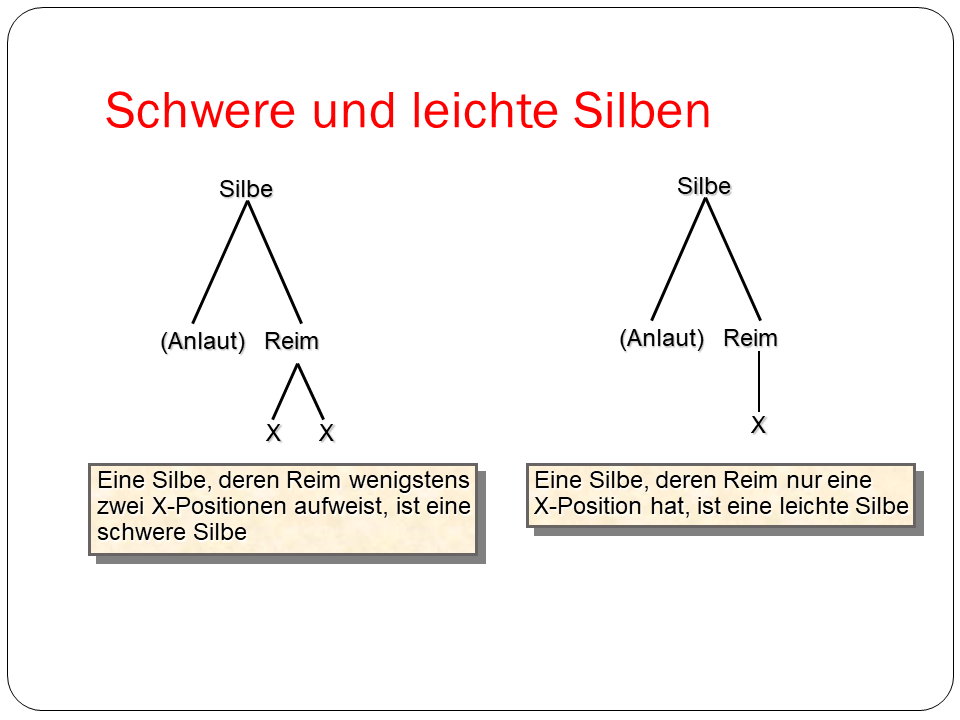 Schwere und leichte Silben
Silbe
(Anlaut) Reim
X X
Eine Silbe, deren Reim wenigstens
zwei X-Positionen aufweist, ist eine
schwere Silbe
Silbe
(Anlaut) Reim
X
Eine Silbe, deren Reim nur eine
X-Position hat, ist eine leichte Silbe